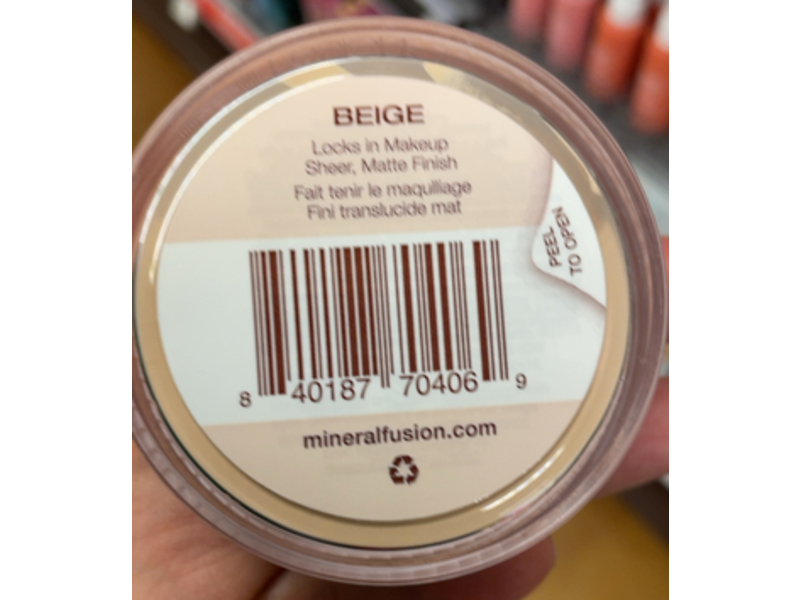 BEIGE
Locks in Makeup
Sheer, Matte Finish
Fait tenir le maquillage
Fini translucide mat
PEEL
TO OPEN
8 40187 70406 9
mineralfusion.com